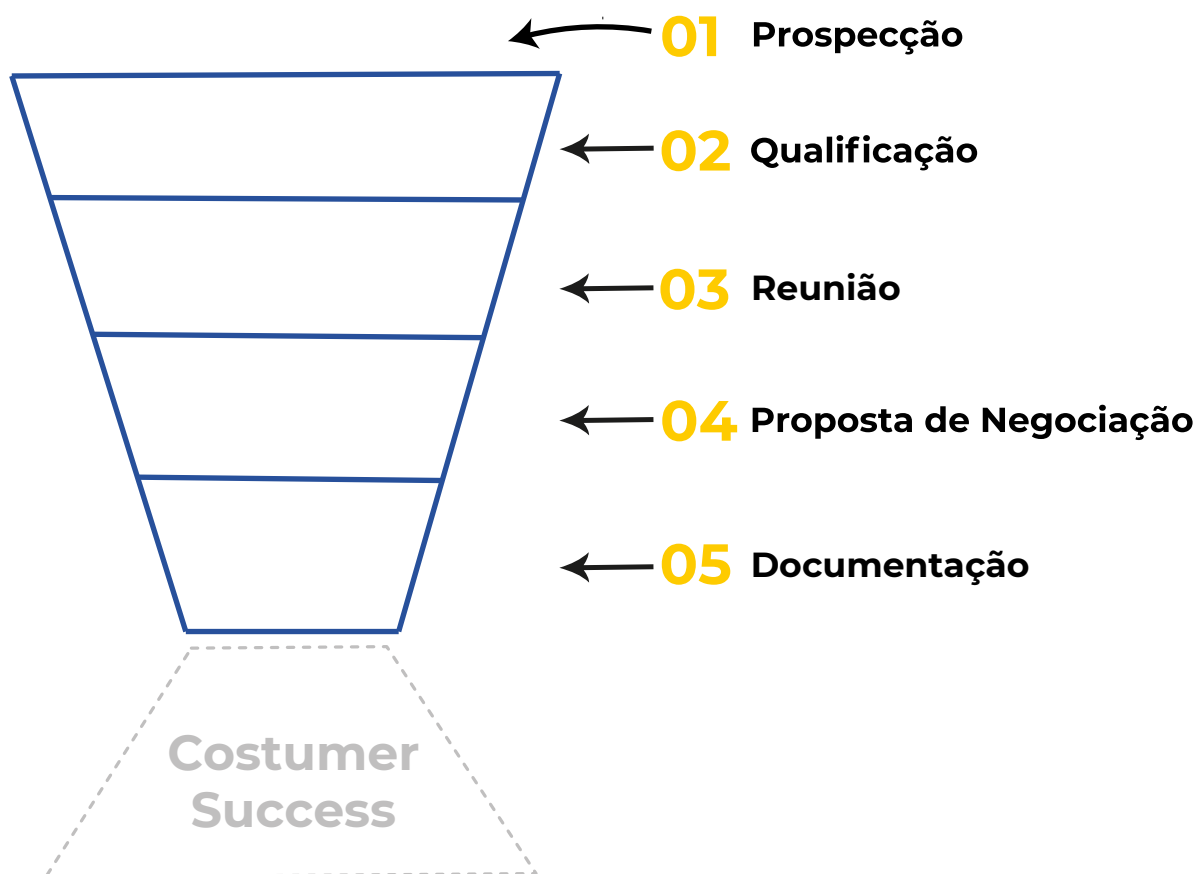 01 Prospecção
02 Qualificação
03 Reunião
04 Proposta de Negociação
05 Documentação
Costumer
Success